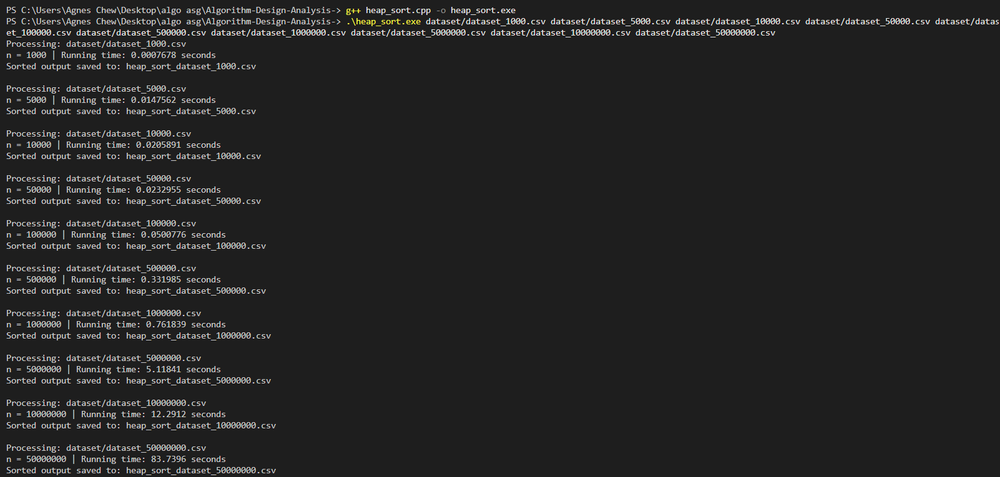 PS C:\Users\Agnes Chew\Desktop\algo asg\Algorithm-Design-Analysis-> g++ heap_sort.cpp -o heap_sort.exe
PS C:\Users\Agnes Chew\Desktop\algo asg\Algorithm-Design-Analysis-> .\heap_sort.exe dataset/dataset_1000.csv dataset/dataset_5000.csv dataset/dataset_10000.csv dataset/dataset_50000.csv dataset/datas
et_100000.csv dataset/dataset_500000.csv dataset/dataset_1000000.csv dataset/dataset_5000000.csv dataset/dataset_10000000.csv dataset/dataset_50000000.csv
Processing: dataset/dataset_1000.csv
n = 1000 | Running time: 0.0007678 seconds
Sorted output saved to: heap_sort_dataset_1000.csv
Processing: dataset/dataset_5000.csv
n = 5000 | Running time: 0.0147562 seconds
Sorted output saved to: heap_sort_dataset_5000.csv
Processing: dataset/dataset_10000.csv
n = 10000 | Running time: 0.0205891 seconds
Sorted output saved to: heap_sort_dataset_10000.csv
Processing: dataset/dataset_50000.csv
n = 50000 | Running time: 0.0232955 seconds
Sorted output saved to: heap_sort_dataset_50000.csv
Processing: dataset/dataset_100000.csv
n = 100000 | Running time: 0.0500776 seconds
Sorted output saved to: heap_sort_dataset_100000.csv
Processing: dataset/dataset_500000.csv
n = 500000 | Running time: 0.331985 seconds
Sorted output saved to: heap_sort_dataset_500000.csv
Processing: dataset/dataset_1000000.csv
n = 1000000 | Running time: 0.761839 seconds
Sorted output saved to: heap_sort_dataset_1000000.csv
Processing: dataset/dataset_5000000.csv
n = 5000000 | Running time: 5.11841 seconds
Sorted output saved to: heap_sort_dataset_5000000.csv
Processing: dataset/dataset_10000000.csv
n = 10000000 | Running time: 12.2912 seconds
Sorted output saved to: heap_sort_dataset_10000000.csv
Processing: dataset/dataset_50000000.csv
n = 50000000 | Running time: 83.7396 seconds
Sorted output saved to: heap_sort_dataset_50000000.csv